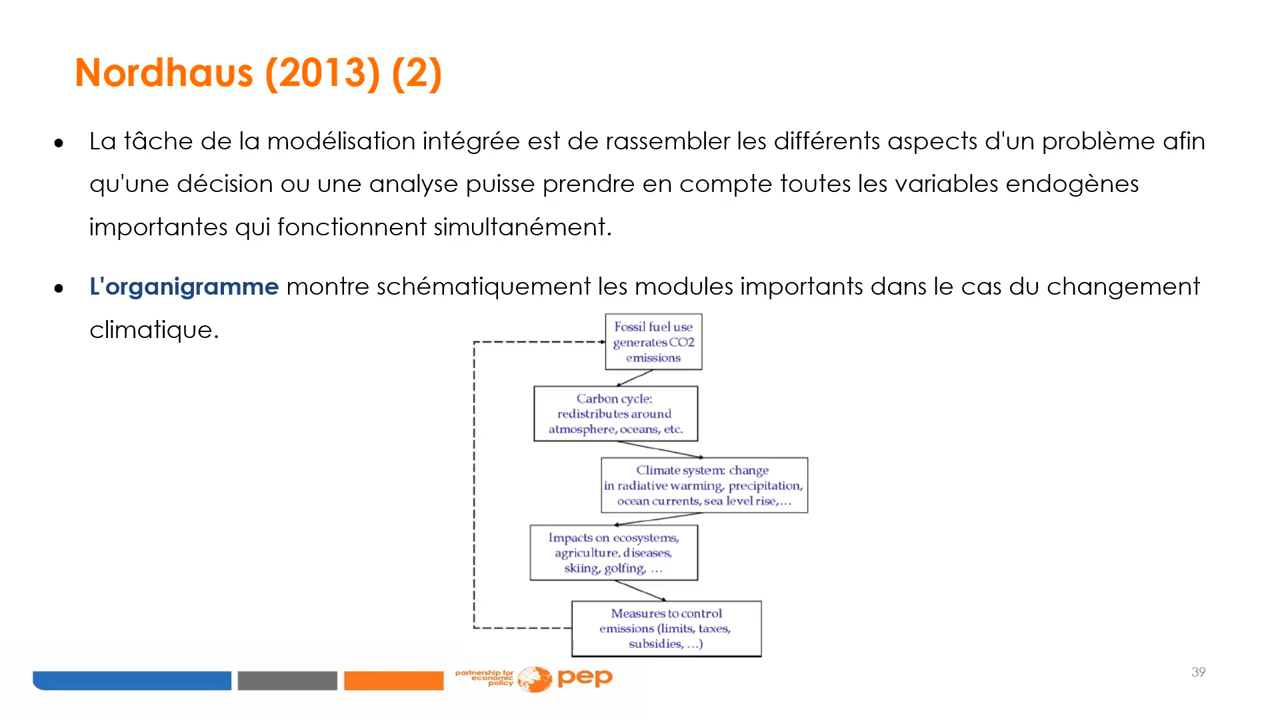 Nordhaus (2013) (2)
● La tâche de la modélisation intégrée est de rassembler les différents aspects d'un problème afin
qu'une décision ou une analyse puisse prendre en compte toutes les variables endogènes
importantes qui fonctionnent simultanément.
● L'organigramme montre schématiquement les modules importants dans le cas du changement
climatique.
Fossil fuel use
generates CO2
emissions
Carbon cycle:
redistributes around
atmosphere, oceans, etc.
Climate system: change
in radiative warming, precipitation,
ocean currents, sea level rise,…
Impacts on ecosystems,
agriculture, diseases,
skiing, golfing, …
Measures to control
emissions (limits, taxes,
subsidies, …)
partnership for
economic
policy
pep
39